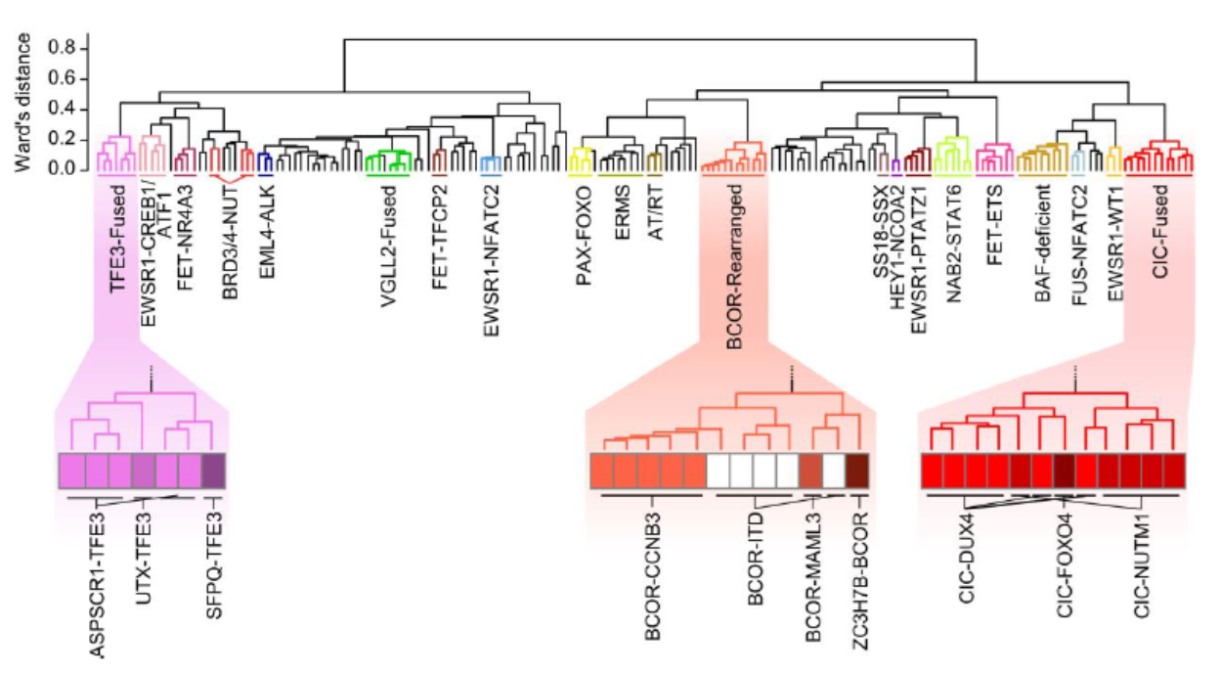 Ward's distance
0.8
0.6
0.4
0.2
0.0
TFE3-Fused
EWSR1-CREB1/
ATF1
FET-NR4A3
BRD3/4-NUT
EML4-ALK
VGLL2-Fused
FET-TFCP2
EWSR1-NFATC2
PAX-FOXO
ERMS
AT/RT
BCOR-Rearranged
SS18-SSX
HEY1-NCOA2
EWSR1-PTATZ1
NAB2-STAT6
FET-ETS
BAF-deficient
FUS-NFATC2
EWSR1-WT1
CIC-Fused
ASPSCR1-TFE3
UTX-TFE3
SFPQ-TFE3
BCOR-CCNB3
BCOR-ITD
BCOR-MAML3
ZC3H7B-BCOR
CIC-DUX4
CIC-FOXO4
CIC-NUTM1